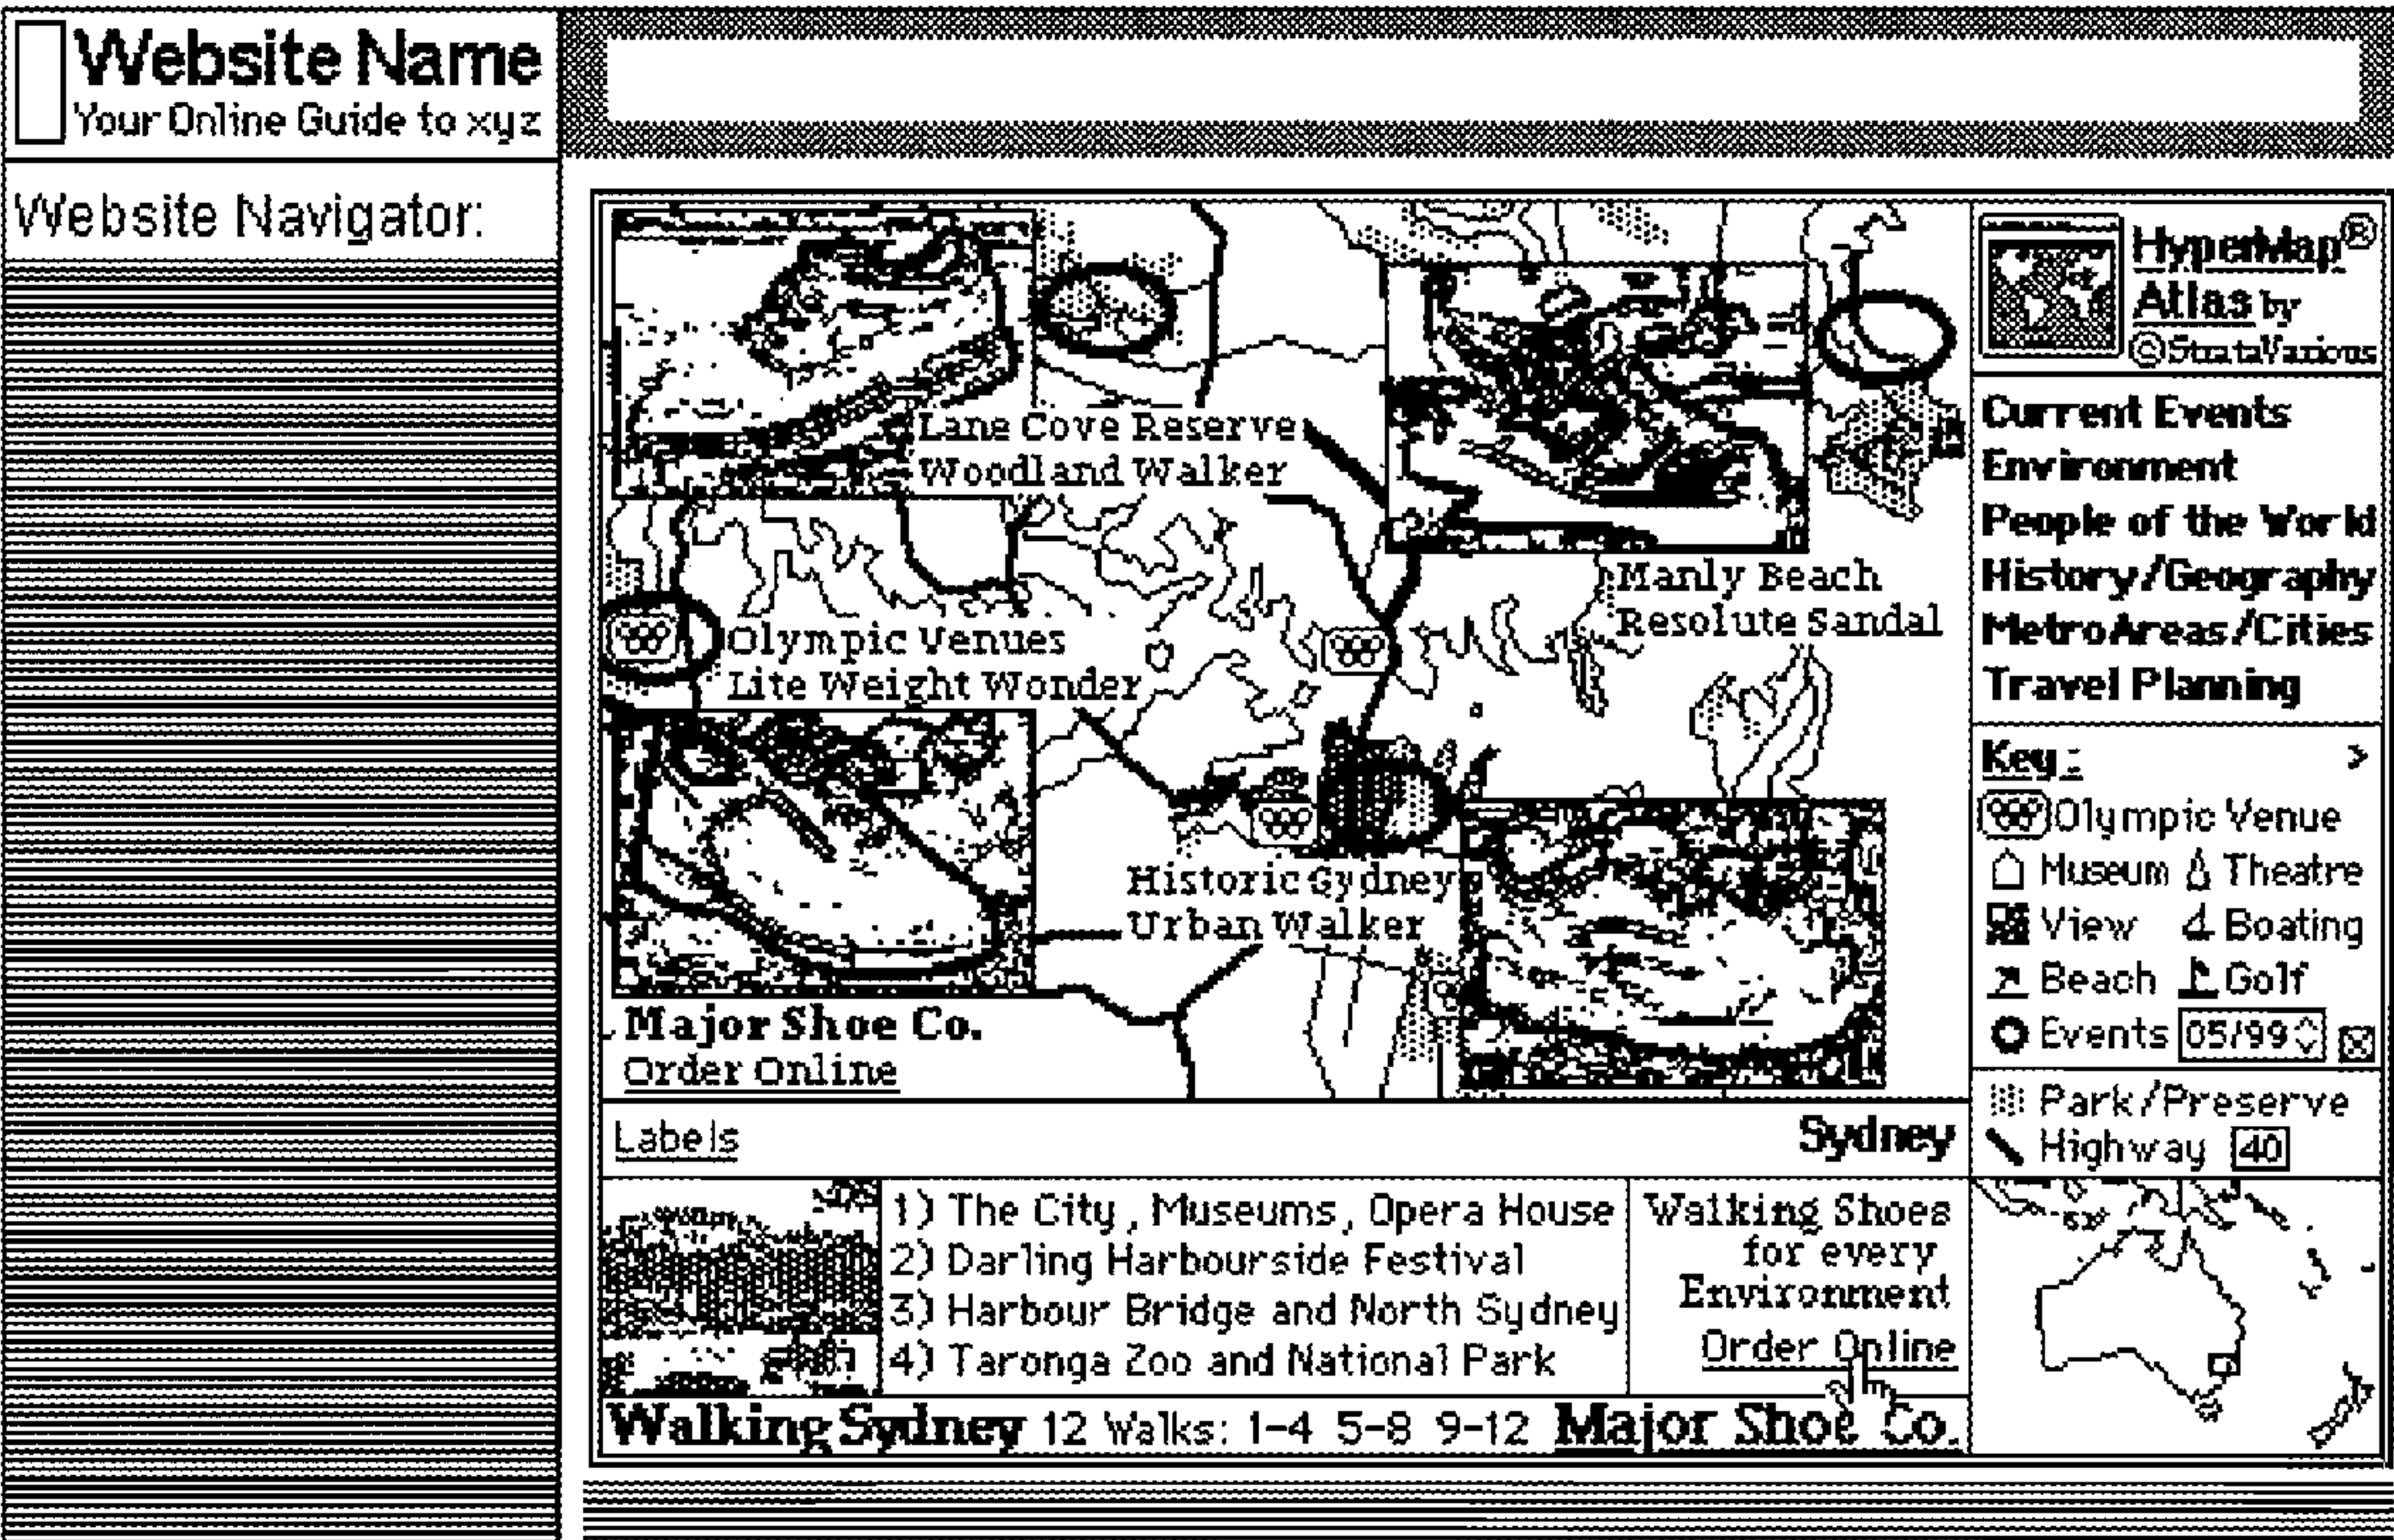 Website Name
Your Online Guide to xyz
Website Navigator:
Lane Cove Reserve
Woodland Walker
Manly Beach
Resolute Sandal
Olympic Venues
Lite Weight Wonder
Historic Sydney
Urban Walker
Major Shoe Co.
Order Online
Labels
Sydney
1) The City, Museums, Opera House
2) Darling Harbourside Festival
3) Harbour Bridge and North Sydney
4) Taronga Zoo and National Park
Walking Shoes
for every
Environment
Order Online
Walking Sydney 12 Walks: 1-4 5-8 9-12 Major Shoe Co.
HyperMap®
Atlas by
©StrataVarious
Current Events
Environment
People of the World
History/Geography
MetroAreas/Cities
Travel Planning
Key: >
Olympic Venue
Museum Theatre
View Boating
Beach Golf
Events 05/99
Park/Preserve
Highway 40